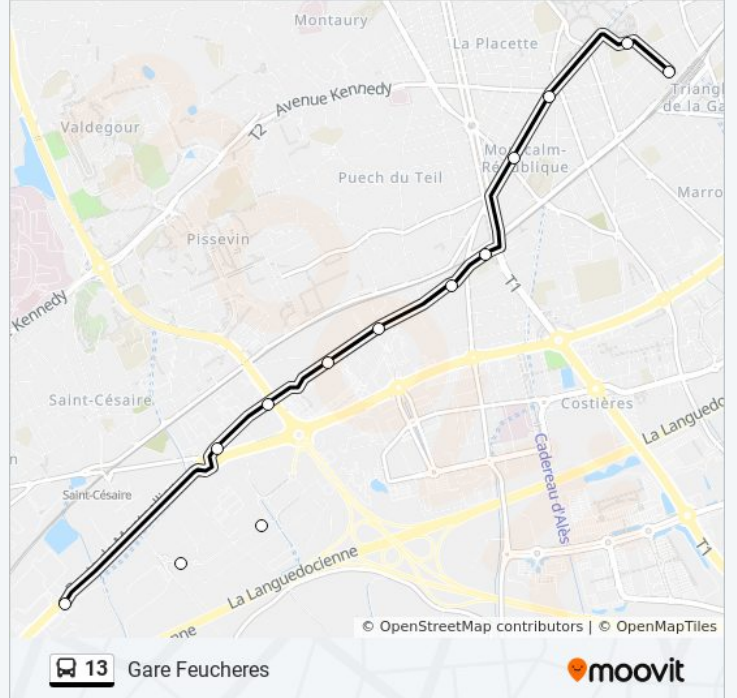 Montaury
La Placette
Avenue Kennedy
Triangl
de la Ga
Valdegour
T2
Montcalm-
République
Puech du Teil
Marro
Pissevin
Kennedy
T1
Saint-Césaire
Costières
La Languedo
n
Saint-Césaire
Cadereau d'Alès
T1
La Languedocienne
nne
© OpenStreetMap contributors | © OpenMapTiles
13 Gare Feucheres
moovit